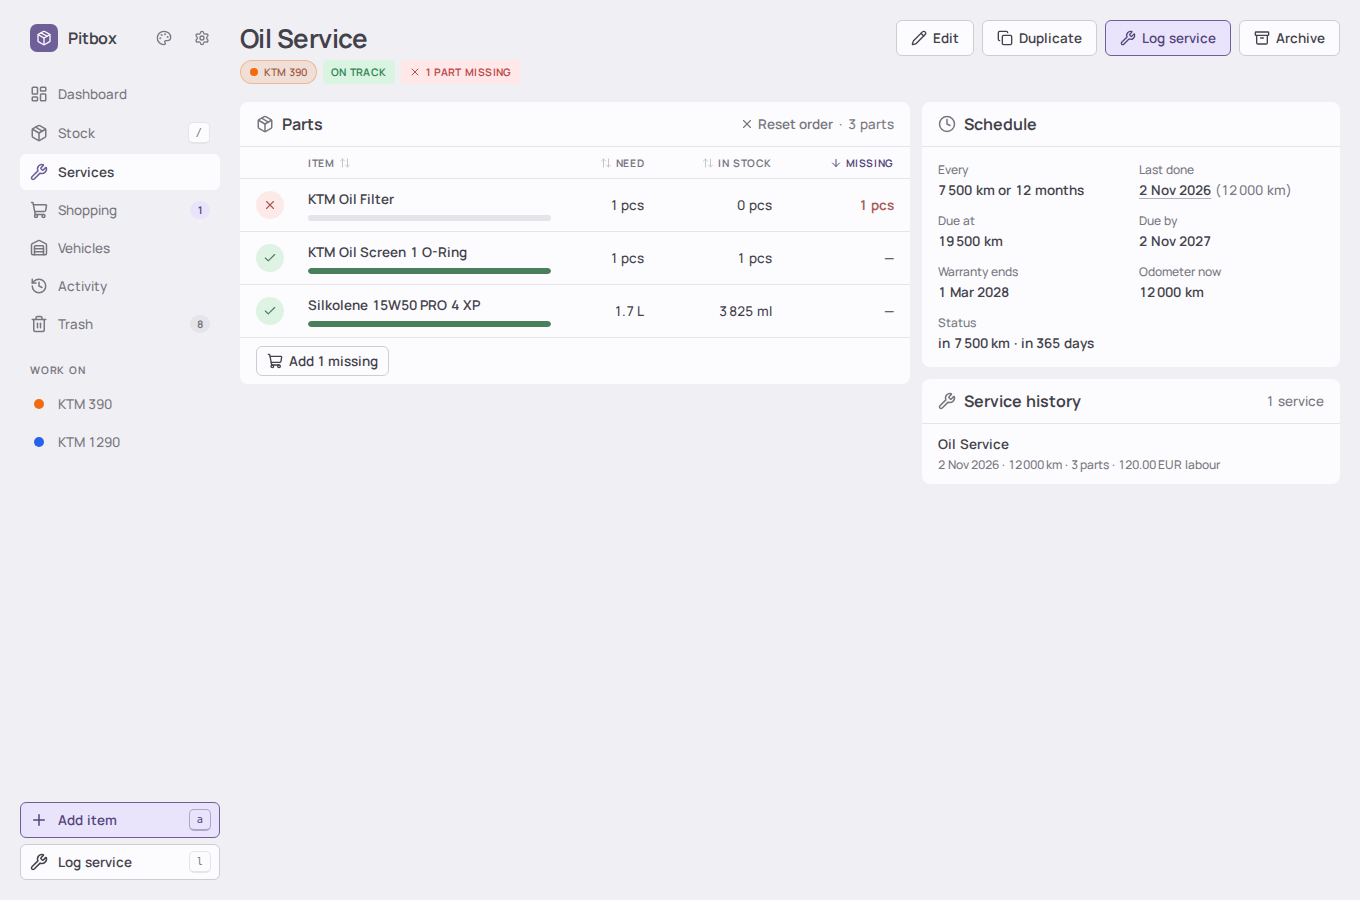 Pitbox
Dashboard
Stock /
Services
Shopping 1
Vehicles
Activity
Trash 8
WORK ON
KTM 390
KTM 1290
Add item a
Log service l
Oil Service
Edit
Duplicate
Log service
Archive
KTM 390
ON TRACK
1 PART MISSING
Parts
Reset order · 3 parts
ITEM NEED IN STOCK MISSING
KTM Oil Filter 1 pcs 0 pcs 1 pcs
KTM Oil Screen 1 O-Ring 1 pcs 1 pcs –
Silkolene 15W50 PRO 4 XP 1.7 L 3 825 ml –
Add 1 missing
Schedule
Every
7 500 km or 12 months
Last done
2 Nov 2026 (12 000 km)
Due at
19 500 km
Due by
2 Nov 2027
Warranty ends
1 Mar 2028
Odometer now
12 000 km
Status
in 7 500 km · in 365 days
Service history 1 service
Oil Service
2 Nov 2026 · 12 000 km · 3 parts · 120.00 EUR labour